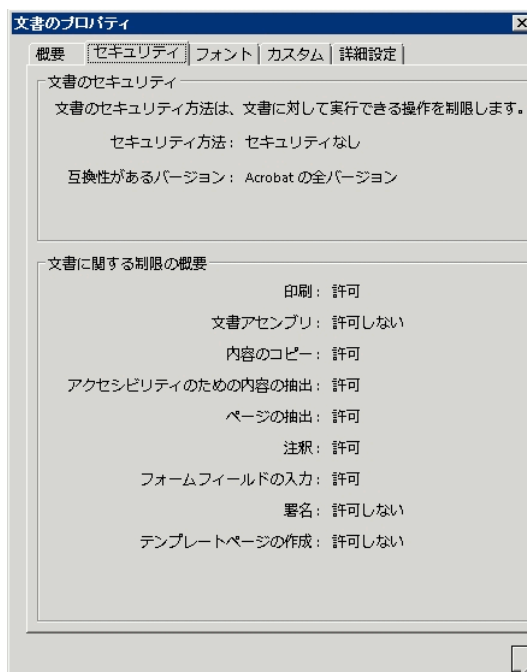 文書のプロパティ
概要 セキュリティ フォント カスタム 詳細設定
文書のセキュリティ
文書のセキュリティ方法は、文書に対して実行できる操作を制限します。
セキュリティ方法: セキュリティなし
互換性があるバージョン: Acrobat の全バージョン
文書に関する制限の概要
印刷: 許可
文書アセンブリ: 許可しない
内容のコピー: 許可
アクセシビリティのための内容の抽出: 許可
ページの抽出: 許可
注釈: 許可
フォームフィールドの入力: 許可
署名: 許可しない
テンプレートページの作成: 許可しない